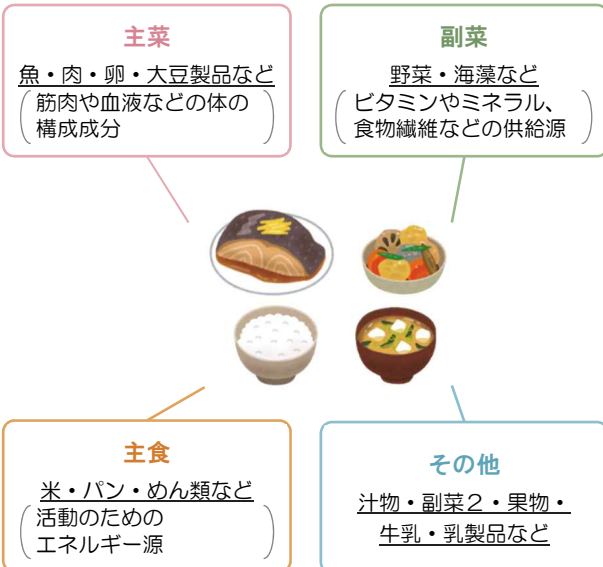 主菜
魚・肉・卵・大豆製品など
（筋肉や血液などの体の
構成成分）
副菜
野菜・海藻など
（ビタミンやミネラル、
食物繊維などの供給源）
主食
米・パン・めん類など
（活動のための
エネルギー源）
その他
汁物・副菜２・果物・
牛乳・乳製品など